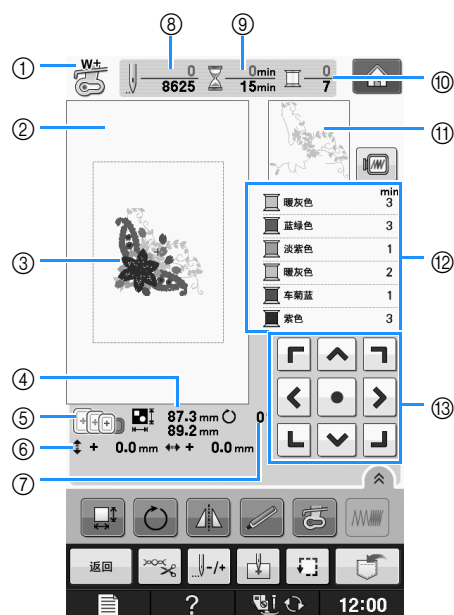 ⑧ ⑨
① W±
0 0min 0
8625 15min 7
⑩
② ⑪
min
暖灰色 3
蓝绿色 3
淡紫色 1
暖灰色 2
车菊蓝 1
紫色 3
③ ⑫
④
⑤ 87.3 mm 0°
89.2 mm
⑥ + 0.0 mm + 0.0 mm
⑦
⑬
返回 -/+
? 12:00